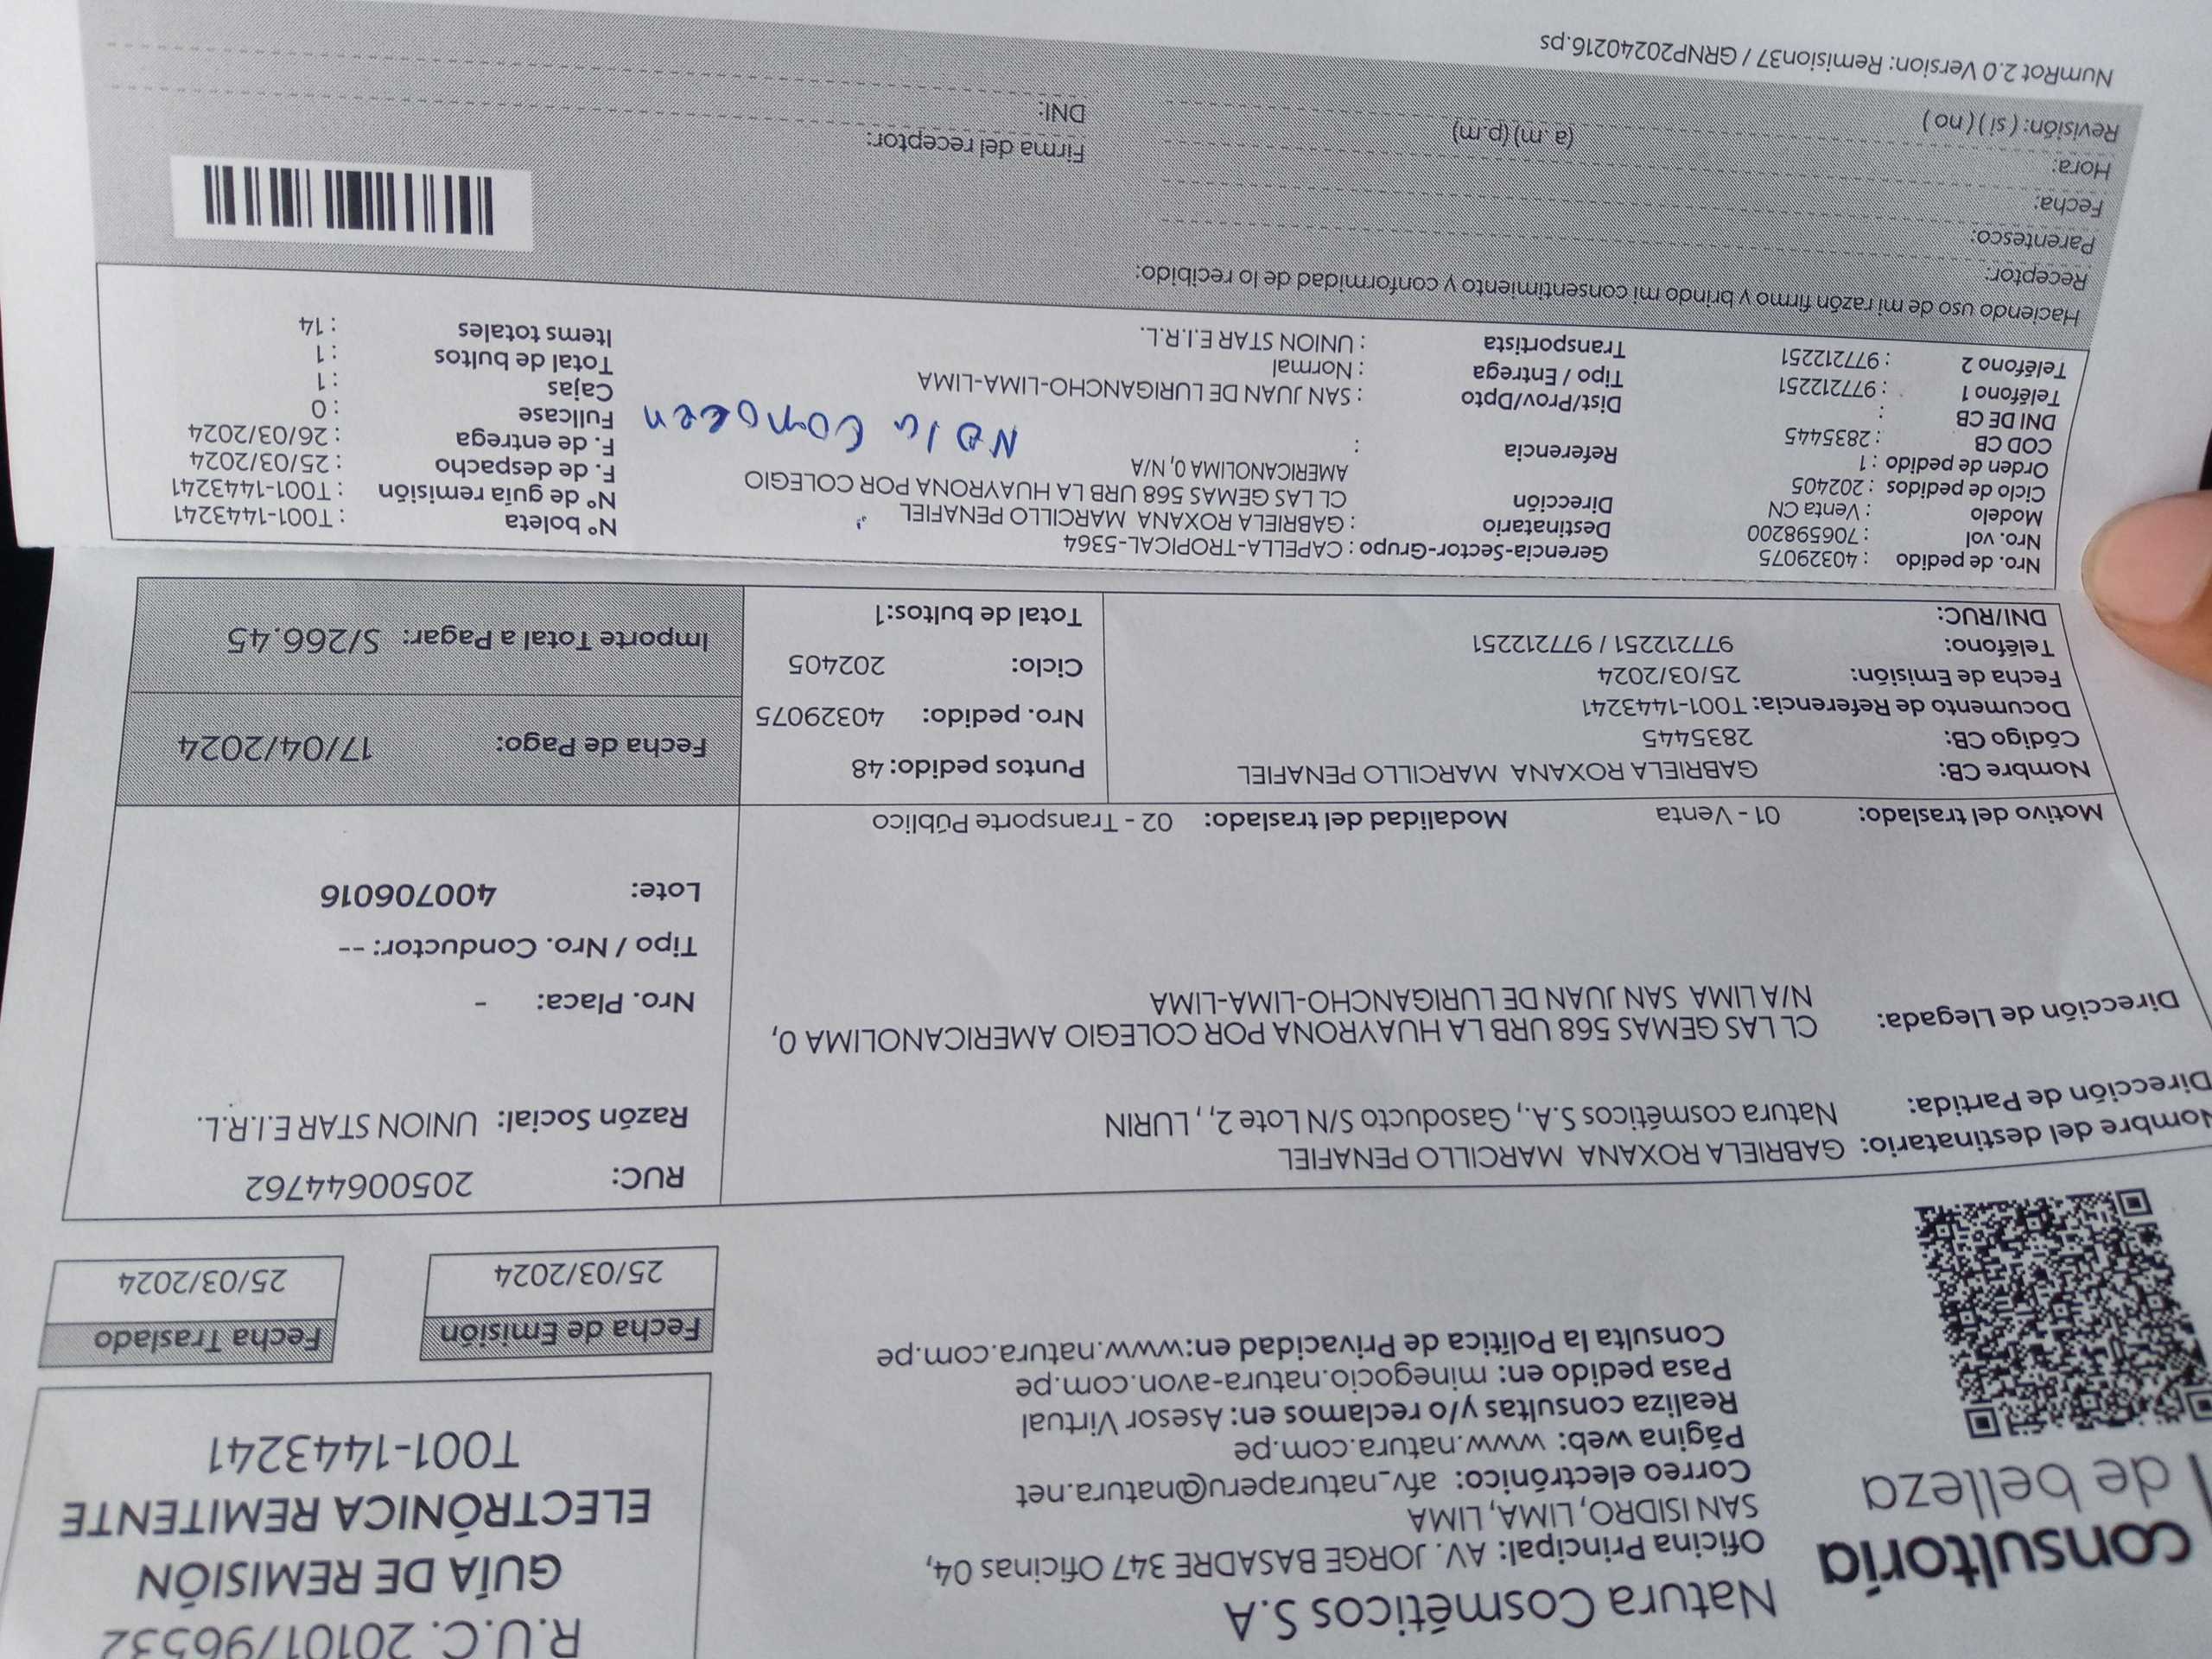 consultoría
de belleza
Natura Cosméticos S.A
Oficina Principal: AV. JORGE BASADRE 347 Oficinas 04,
SAN ISIDRO, LIMA, LIMA
Correo electrónico: afv_naturaperu@natura.net
Página web: www.natura.com.pe
Realiza consultas y/o reclamos en: Asesor Virtual
Pasa pedido en: minegocio.natura-avon.com.pe
Consulta la Política de Privacidad en:www.natura.com.pe
R.U.C. 20101796532
GUÍA DE REMISIÓN
ELECTRÓNICA REMITENTE
T001-1443241
Fecha de Emisión
25/03/2024
Fecha Traslado
25/03/2024
Nombre del destinatario: GABRIELA ROXANA MARCILLO PENAFIEL
Dirección de Partida: Natura cosméticos S.A., Gasoducto S/N Lote 2, , LURIN
Dirección de Llegada: CL LAS GEMAS 568 URB LA HUAYRONA POR COLEGIO AMERICANOLIMA 0,
N/A LIMA SAN JUAN DE LURIGANCHO-LIMA-LIMA
RUC: 20500644762
Razón Social: UNION STAR E.I.R.L.
Nro. Placa: -
Tipo / Nro. Conductor: --
Lote: 400706016
Motivo del traslado: 01 - Venta Modalidad del traslado: 02 - Transporte Público
Nombre CB: GABRIELA ROXANA MARCILLO PENAFIEL
Código CB: 2835445
Documento de Referencia: T001-1443241
Fecha de Emisión: 25/03/2024
Teléfono: 977212251 / 977212251
DNI/RUC:
Puntos pedido: 48
Nro. pedido: 40329075
Ciclo: 202405
Total de bultos:1
Fecha de Pago: 17/04/2024
Importe Total a Pagar: S/266.45
Nro. de pedido : 40329075
Nro. vol : 706598200
Modelo : Venta CN
Ciclo de pedidos : 202405
Orden de pedido : 1
COD CB : 2835445
DNI DE CB :
Teléfono 1 : 977212251
Teléfono 2 : 977212251
Gerencia-Sector-Grupo : CAPELLA-TROPICAL-5364
Destinatario : GABRIELA ROXANA MARCILLO PENAFIEL
Dirección CL LAS GEMAS 568 URB LA HUAYRONA POR COLEGIO
AMERICANOLIMA 0, N/A
Referencia :
No la Conocen
Dist/Prov/Dpto : SAN JUAN DE LURIGANCHO-LIMA-LIMA
Tipo / Entrega : Normal
Transportista : UNION STAR E.I.R.L.
Nº boleta : T001-1443241
Nº de guía remisión : T001-1443241
F. de despacho : 25/03/2024
F. de entrega : 26/03/2024
Fullcase : 0
Cajas : 1
Total de bultos : 1
Items totales : 14
Haciendo uso de mi razón firmo y brindo mi consentimiento y conformidad de lo recibido:
Receptor:
Parentesco:
Fecha:
Hora: (a.m) (p.m)
Revisión: ( si ) ( no )
Firma del receptor:
DNI:
NumRot 2.0 Version: Remision37 / GRNP20240216.ps